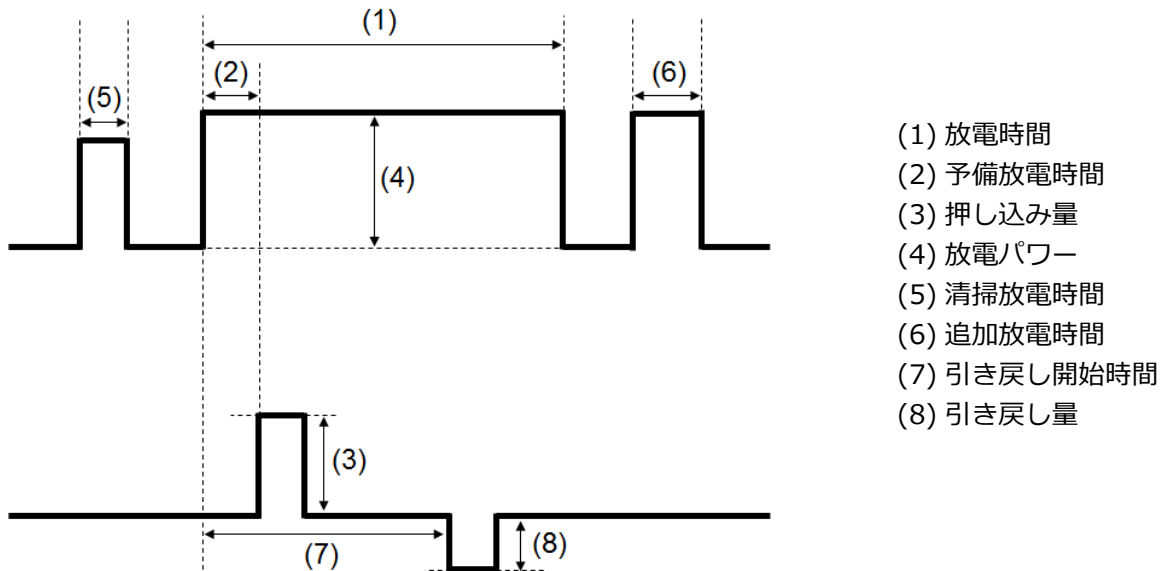 (1)
(2)
(6)
(5)
(4)
(3)
(7)
(8)
(1) 放電時間
(2) 予備放電時間
(3) 押し込み量
(4) 放電パワー
(5) 清掃放電時間
(6) 追加放電時間
(7) 引き戻し開始時間
(8) 引き戻し量